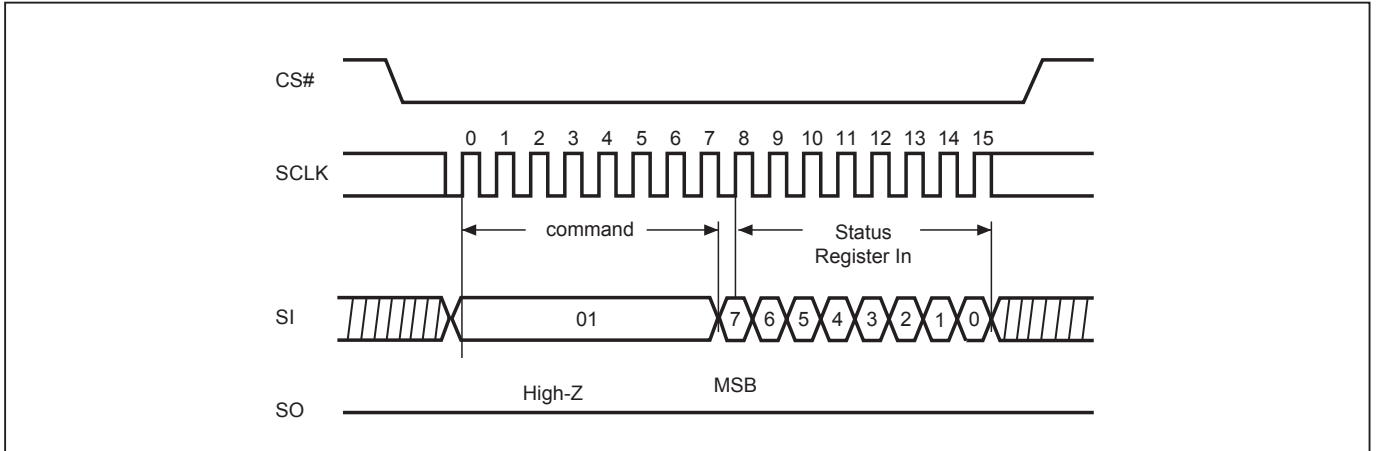 CS#
0 1 2 3 4 5 6 7 8 9 10 11 12 13 14 15
SCLK
command
Status
Register In
SI
01
7 6 5 4 3 2 1 0
High-Z
MSB
SO